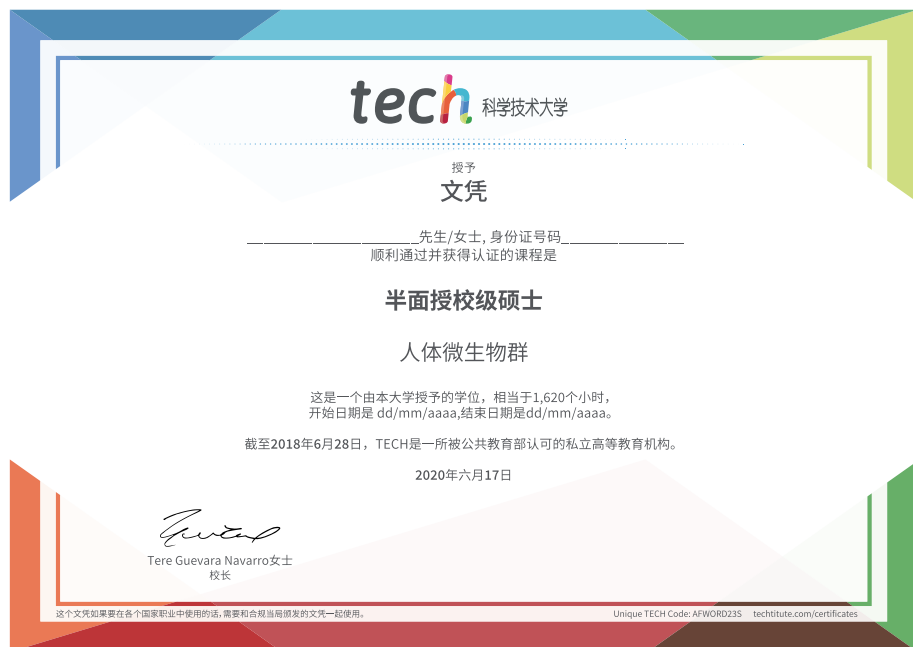 tech 科学技术大学
授予
文凭
_____________________先生/女士, 身份证号码_______________
顺利通过并获得认证的课程是
半面授校级硕士
人体微生物群
这是一个由本大学授予的学位，相当于1,620个小时，
开始日期是 dd/mm/aaaa,结束日期是dd/mm/aaaa。
截至2018年6月28日，TECH是一所被公共教育部认可的私立高等教育机构。
2020年六月17日
Tere Guevara Navarro女士
校长
这个文凭如果要在各个国家职业中使用的话,需要和合规当局颁发的文凭一起使用。
Unique TECH Code: AFWORD23S techtitute.com/certificates